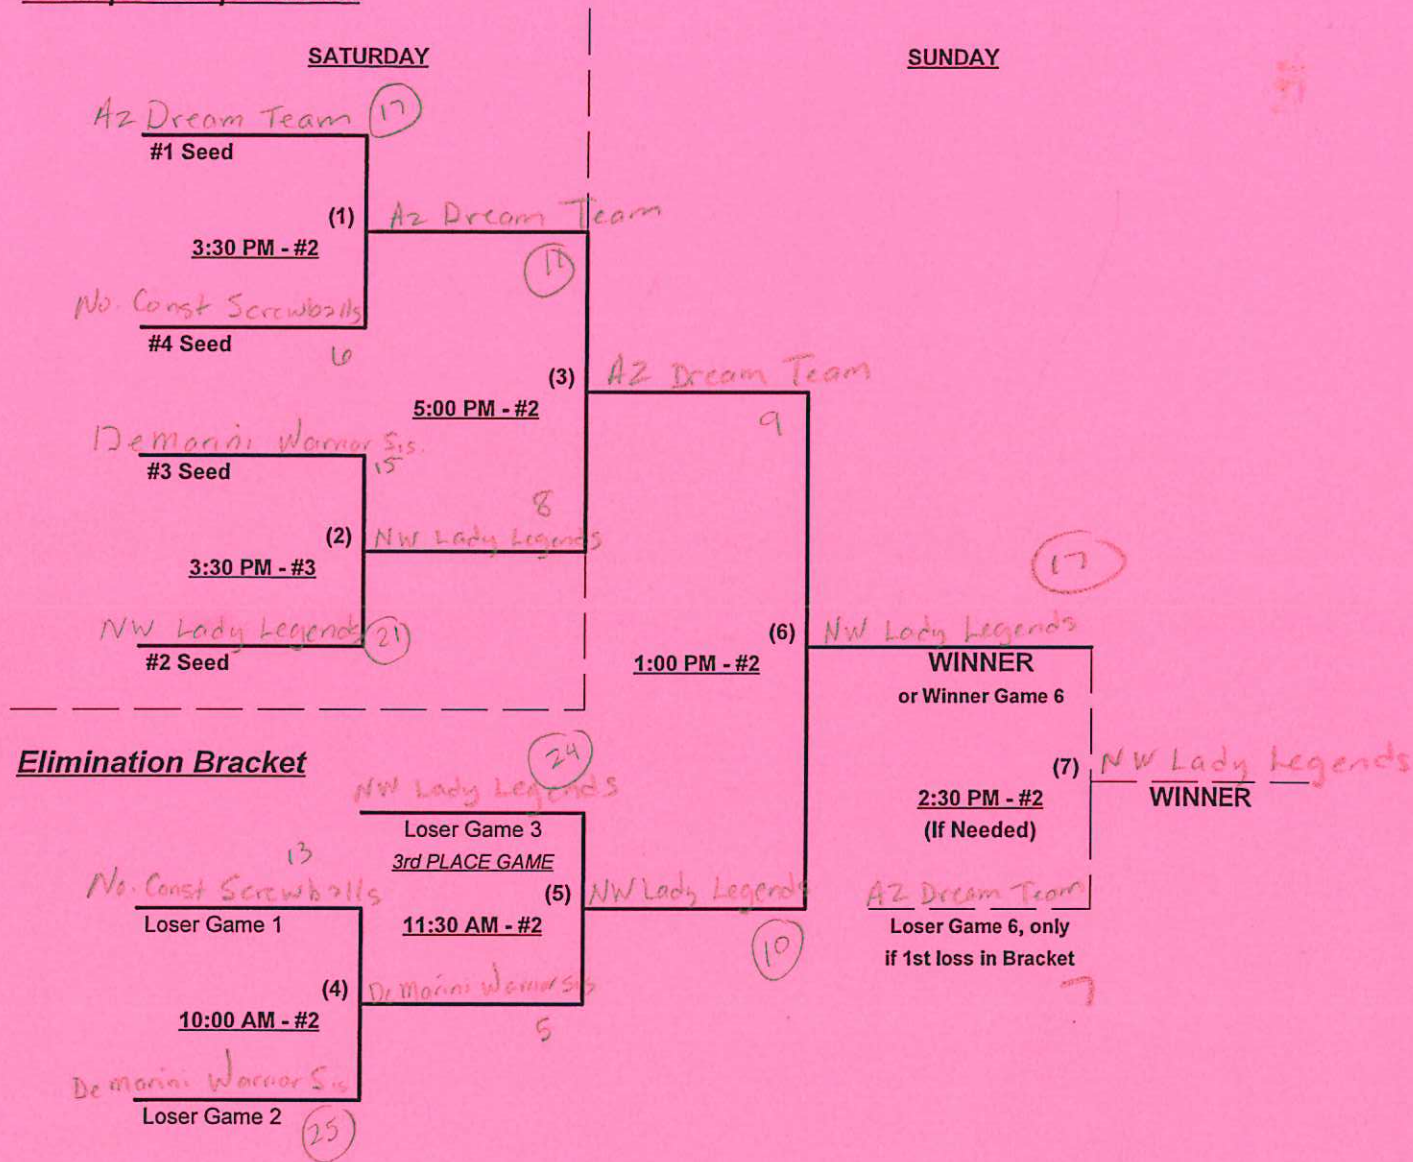 SATURDAY
SUNDAY
AZ Dream Team 17
#1 Seed
(1) AZ Dream Team
3:30 PM - #2
11
No. Const Screwballs
#4 Seed
6
(3) AZ Dream Team
5:00 PM - #2
9
DeMarini Warrior Sis.
#3 Seed
15
8
(2) NW Lady Legends
3:30 PM - #3
17
NW Lady Legends 21
#2 Seed
(6) NW Lady Legends
1:00 PM - #2
WINNER
or Winner Game 6
Elimination Bracket
24
NW Lady Legends
Loser Game 3
3rd PLACE GAME
(7) NW Lady Legends
2:30 PM - #2
WINNER
(If Needed)
13
No. Const Screwballs
Loser Game 1
(5) NW Lady Legends
11:30 AM - #2
10
AZ Dream Team
Loser Game 6, only
if 1st loss in Bracket
7
(4) DeMarini Warrior Sis
10:00 AM - #2
5
De Marini Warrior Sis
Loser Game 2
25